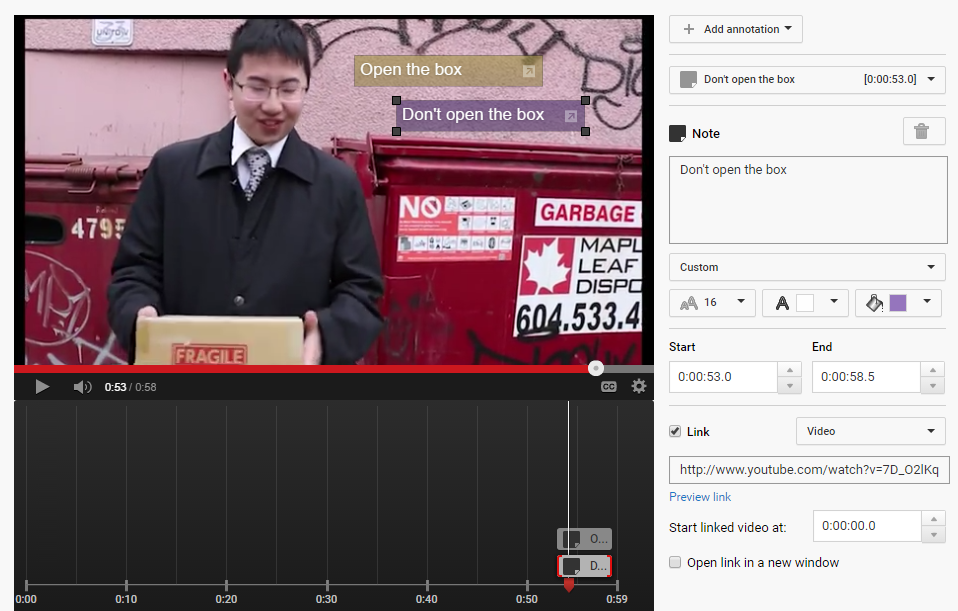 UNION
Open the box
Don't open the box
NO
GARBAGE
4795
MAPL
LEAF
DISPO
604.533.4
FRAGILE
0:53 / 0:58
CC
O...
D...
0:00
0:10
0:20
0:30
0:40
0:50
0:59
+ Add annotation
Don't open the box [0:00:53.0]
Note
Don't open the box
Custom
AA 16
A
Start End
0:00:53.0 0:00:58.5
Link Video
http://www.youtube.com/watch?v=7D_O2lKq
Preview link
Start linked video at: 0:00:00.0
Open link in a new window